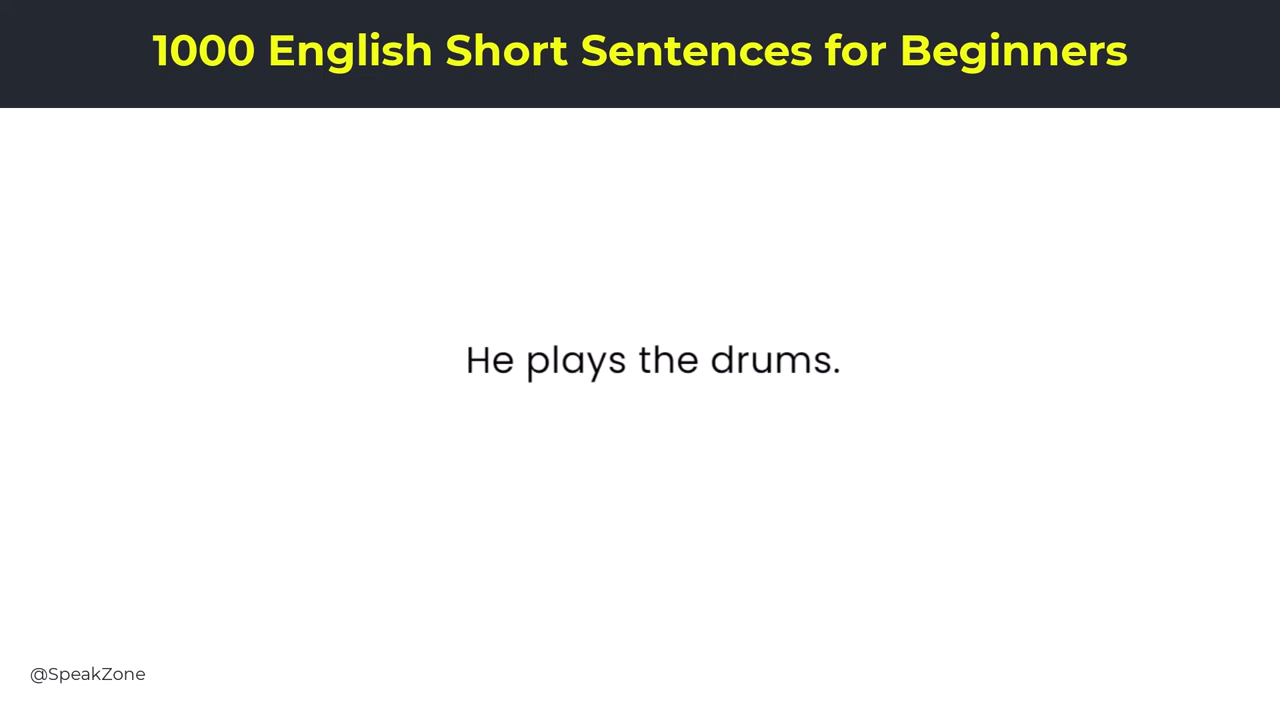 1000 English Short Sentences for Beginners
He plays the drums.
@SpeakZone